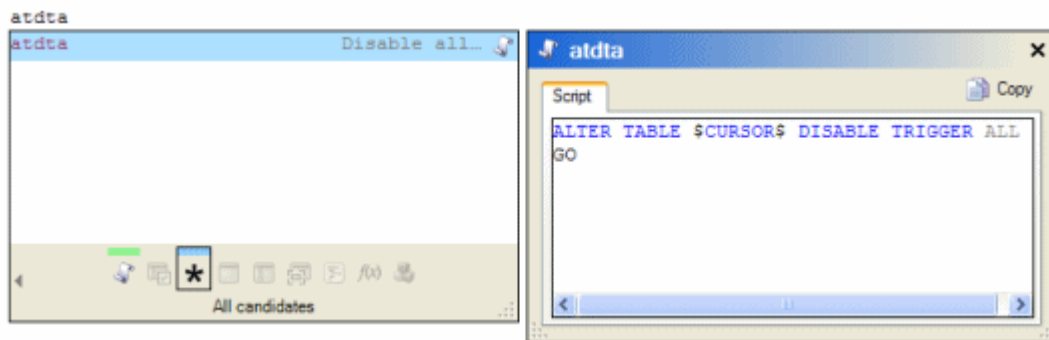 atdta
atdta Disable all…
All candidates
atdta
Script
Copy
ALTER TABLE $CURSOR$ DISABLE TRIGGER ALL
GO